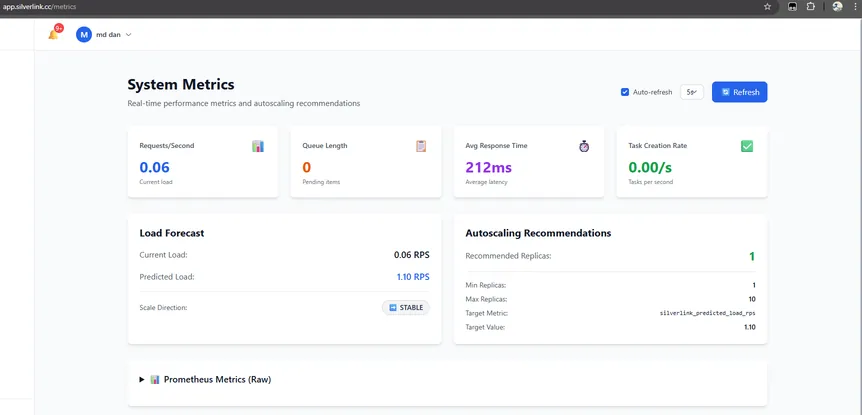 app.silverlink.cc/metrics
9+
M md dan
System Metrics
Real-time performance metrics and autoscaling recommendations
Auto-refresh
5s
Refresh
Requests/Second
0.06
Current load
Queue Length
0
Pending items
Avg Response Time
212ms
Average latency
Task Creation Rate
0.00/s
Tasks per second
Load Forecast
Current Load: 0.06 RPS
Predicted Load: 1.10 RPS
Scale Direction: STABLE
Autoscaling Recommendations
Recommended Replicas: 1
Min Replicas: 1
Max Replicas: 10
Target Metric: silverlink_predicted_load_rps
Target Value: 1.10
Prometheus Metrics (Raw)